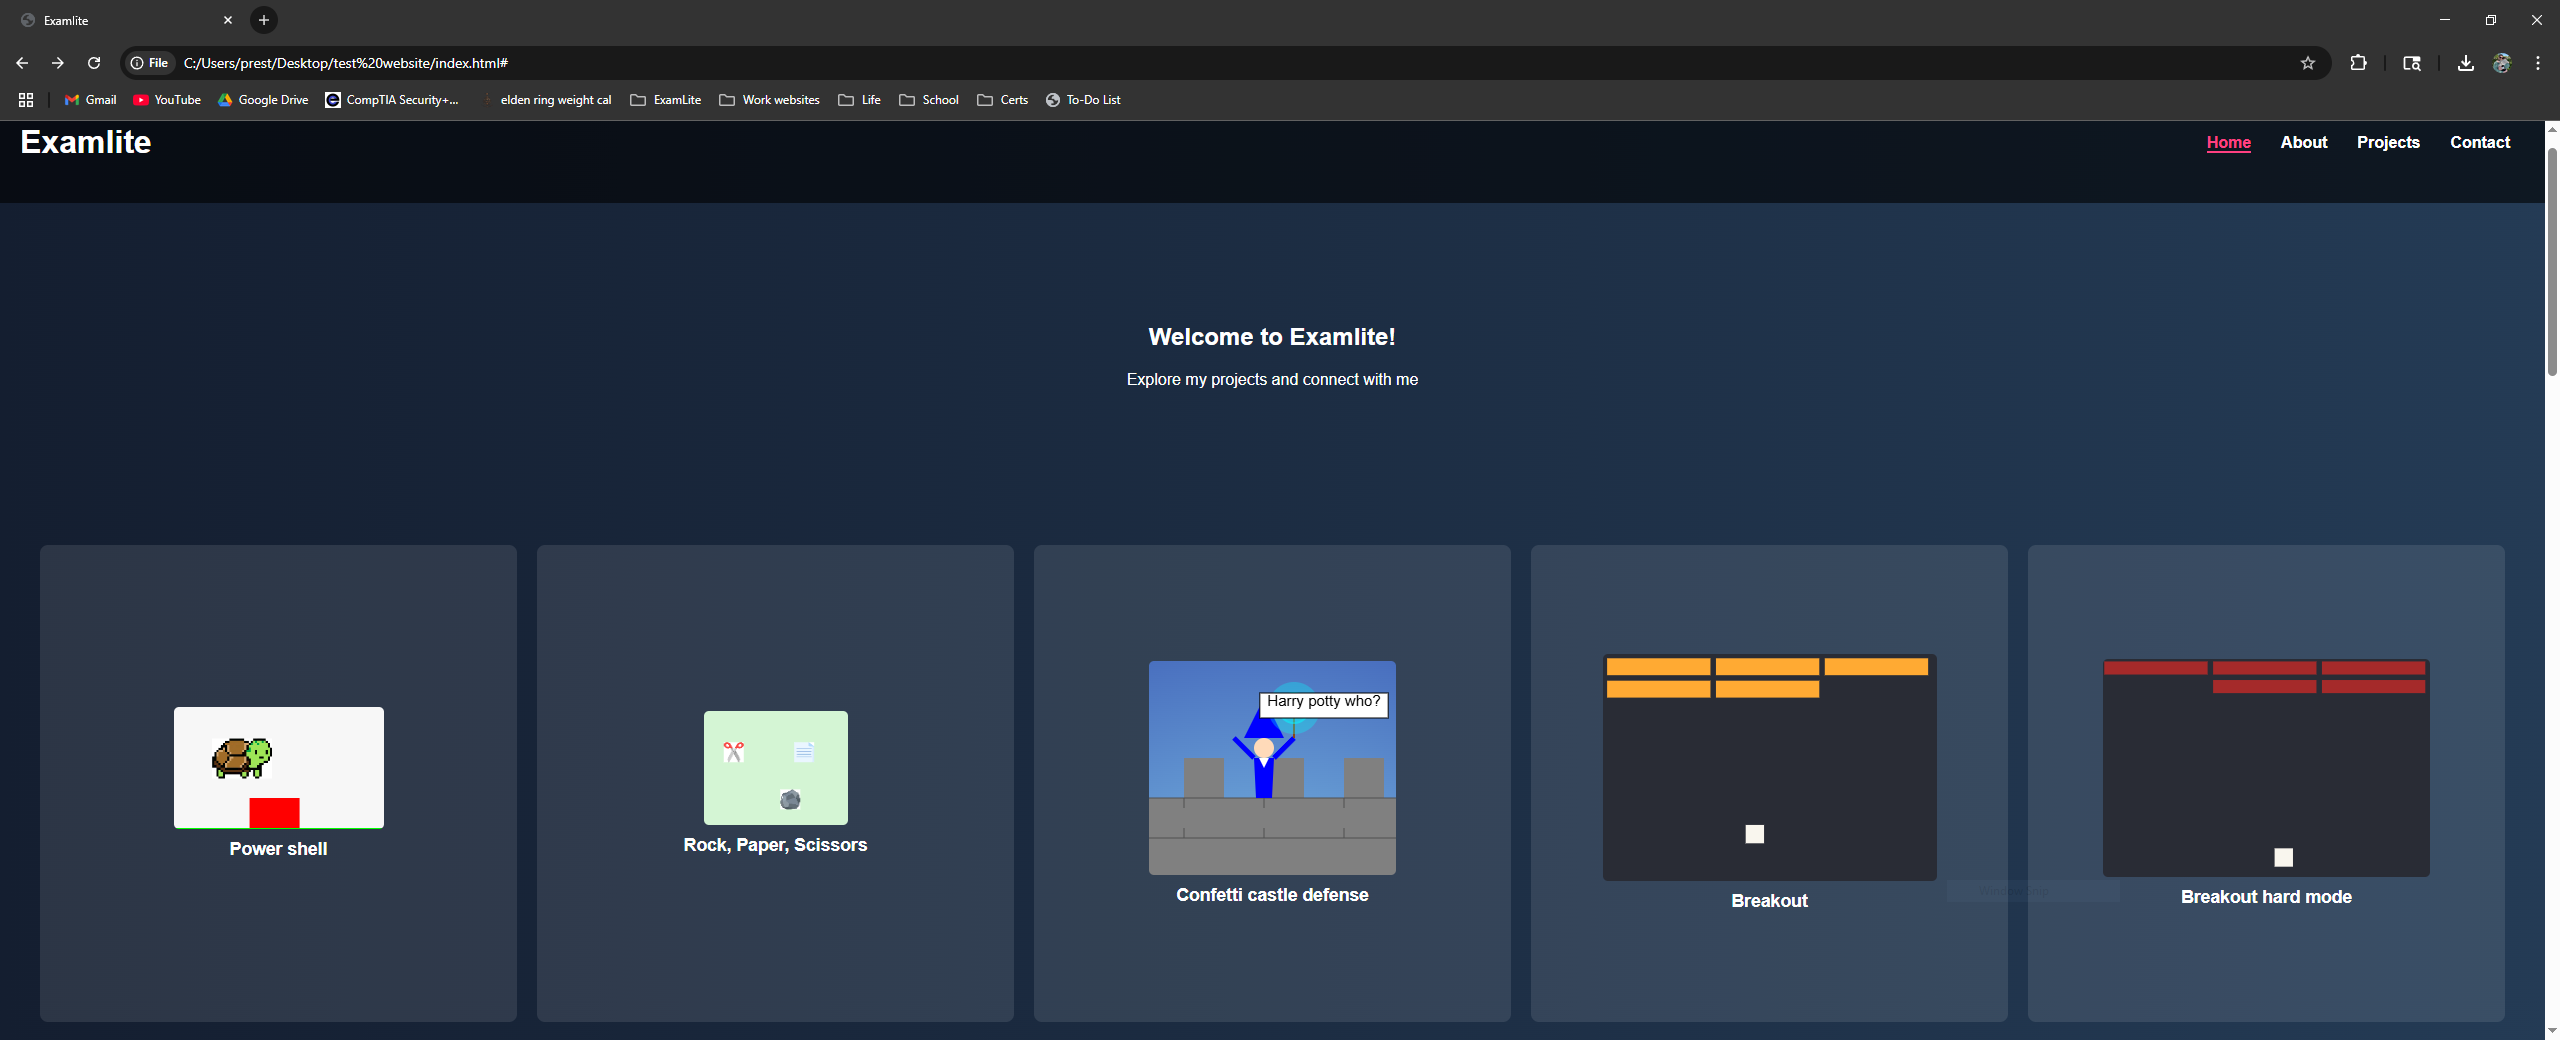 Examlite
File C:/Users/prest/Desktop/test%20website/index.html#
Gmail YouTube Google Drive CompTIA Security+... elden ring weight cal ExamLite Work websites Life School Certs To-Do List
Examlite Home About Projects Contact
Welcome to Examlite!
Explore my projects and connect with me
Harry potty who?
Power shell
Rock, Paper, Scissors
Confetti castle defense
Breakout
Breakout hard mode